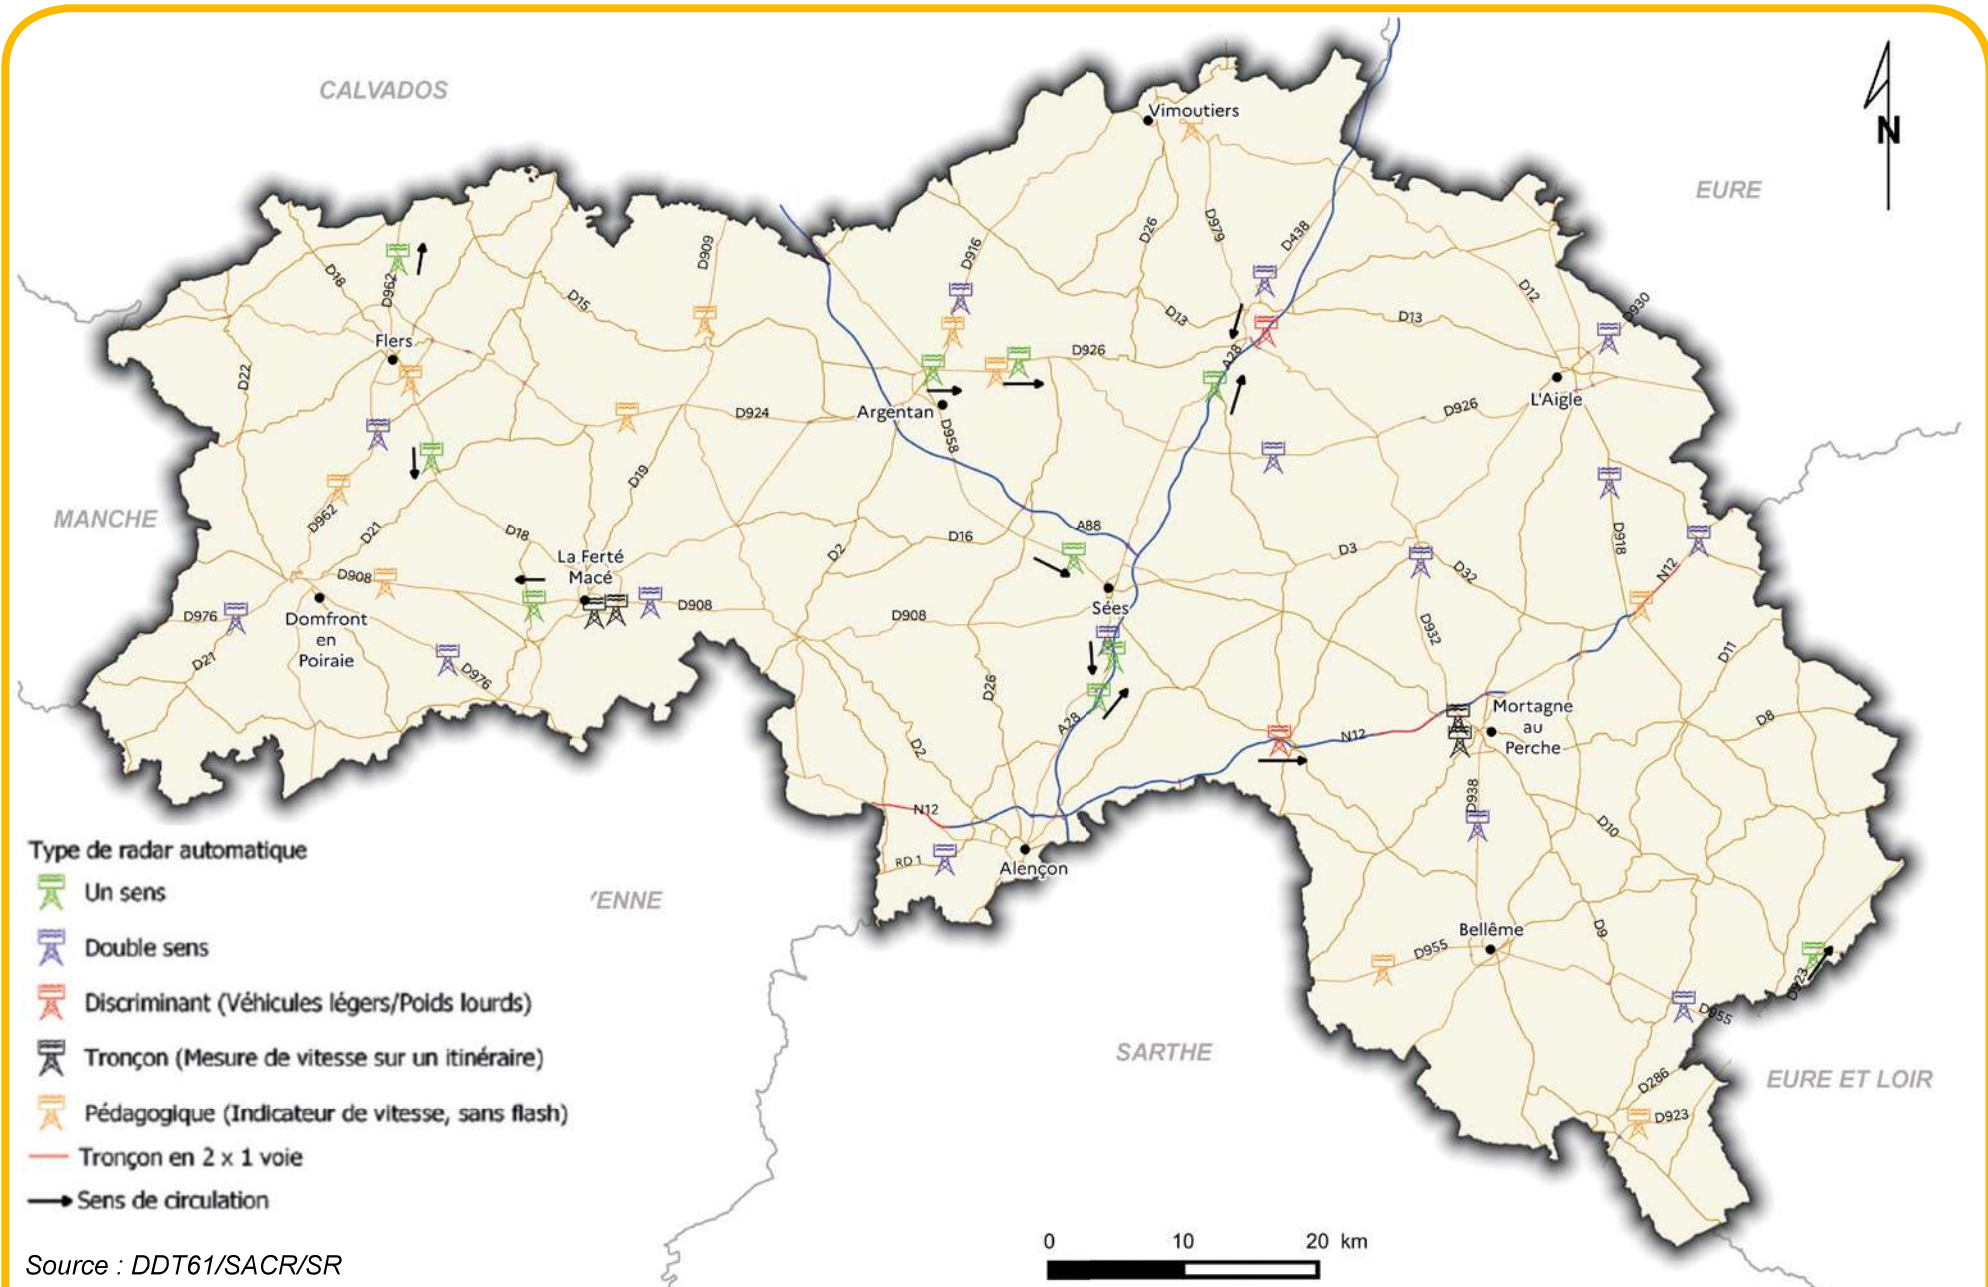 CALVADOS
N
Vimoutiers
EURE
D909
D26
D979
D438
D916
D18
D962
D15
D12
D930
D13
D13
Flers
D926
A28
D22
L'Aigle
D924
Argentan
D926
D958
D19
MANCHE
D962
D21
D18
A88
D16
D918
D2
D3
La Ferté
Macé
D32
N12
D908
D976
Domfront
en
Poiraie
D908
Sées
D908
D932
D21
D976
D11
D26
Mortagne
au
Perche
D8
A28
N12
D2
D938
N12
D10
RD 1
Alençon
Type de radar automatique
Un sens
'ENNE
Double sens
Bellême
D955
D9
D923
Discriminant (Véhicules légers/Poids lourds)
D955
Tronçon (Mesure de vitesse sur un itinéraire)
SARTHE
EURE ET LOIR
D286
Pédagogique (Indicateur de vitesse, sans flash)
D923
Tronçon en 2 x 1 voie
Sens de circulation
0 10 20 km
Source : DDT61/SACR/SR